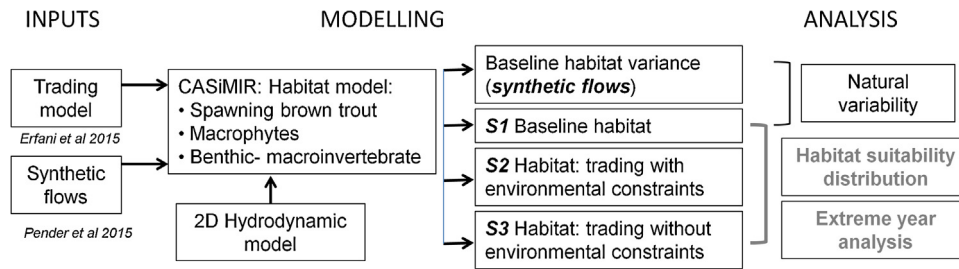 INPUTS
MODELLING
ANALYSIS
Trading
model
Erfani et al 2015
Synthetic
flows
Pender et al 2015
CASiMIR: Habitat model:
• Spawning brown trout
• Macrophytes
• Benthic- macroinvertebrate
2D Hydrodynamic
model
Baseline habitat variance
(synthetic flows)
S1 Baseline habitat
S2 Habitat: trading with
environmental constraints
S3 Habitat: trading without
environmental constraints
Natural
variability
Habitat suitability
distribution
Extreme year
analysis